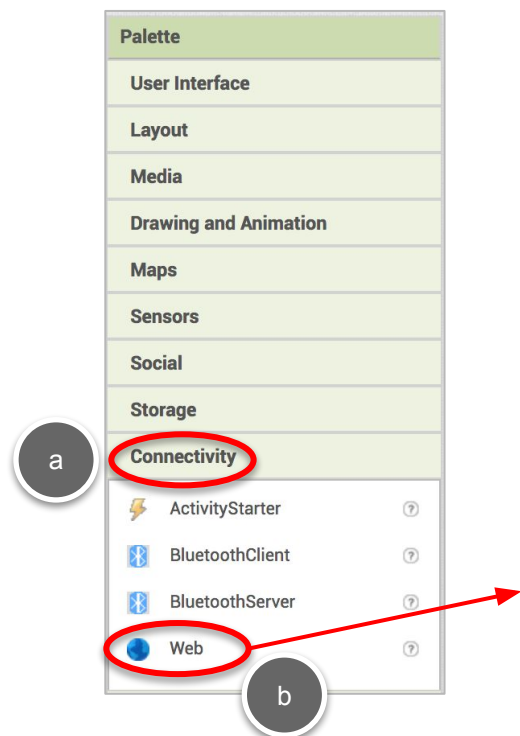 Palette
User Interface
Layout
Media
Drawing and Animation
Maps
Sensors
Social
Storage
a
Connectivity
ActivityStarter ?
BluetoothClient ?
BluetoothServer ?
Web ?
b